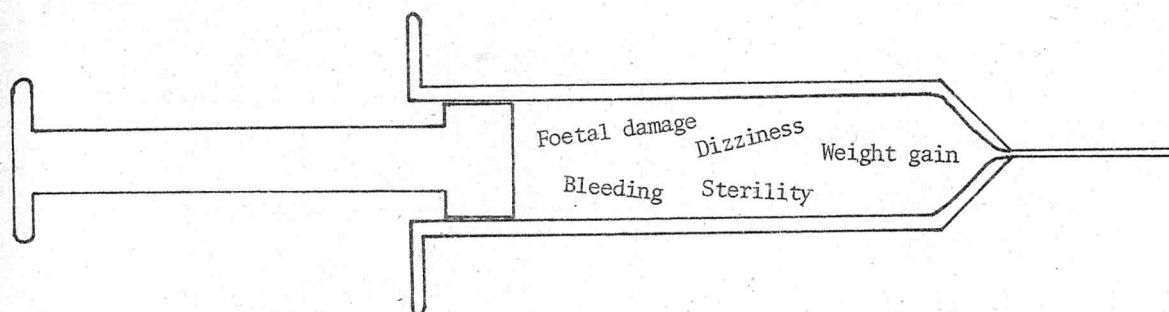 Foetal damage
Dizziness
Weight gain
Bleeding
Sterility